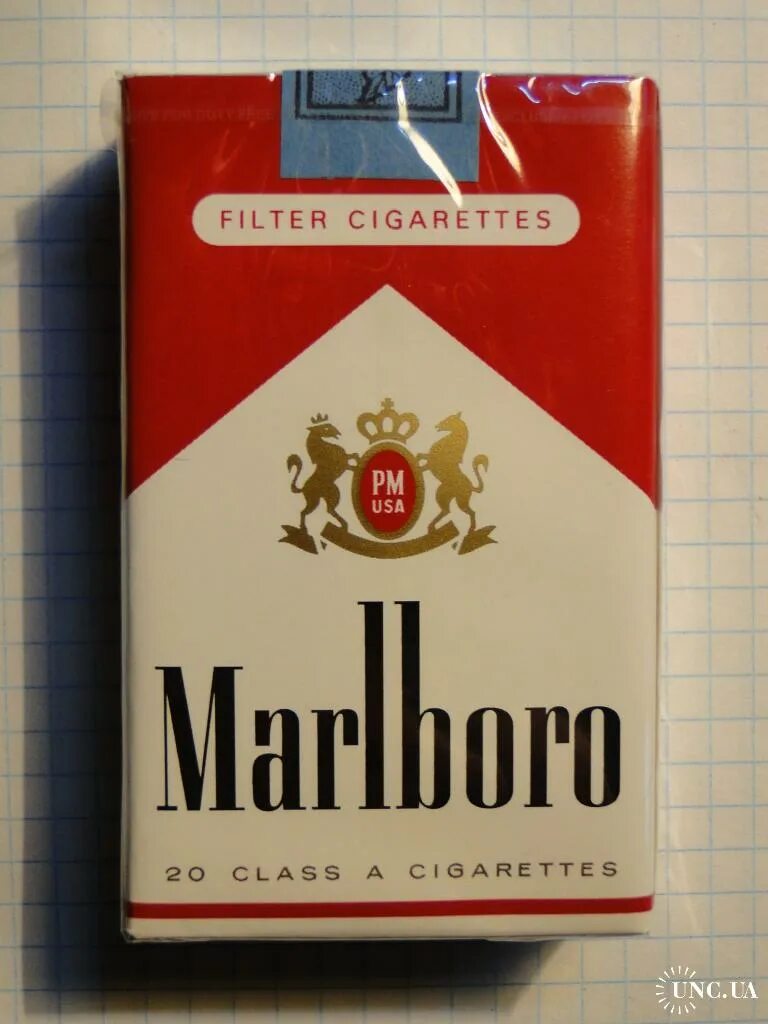 FILTER CIGARETTES
PM
USA
Marlboro
20 CLASS A CIGARETTES
UNC.UA